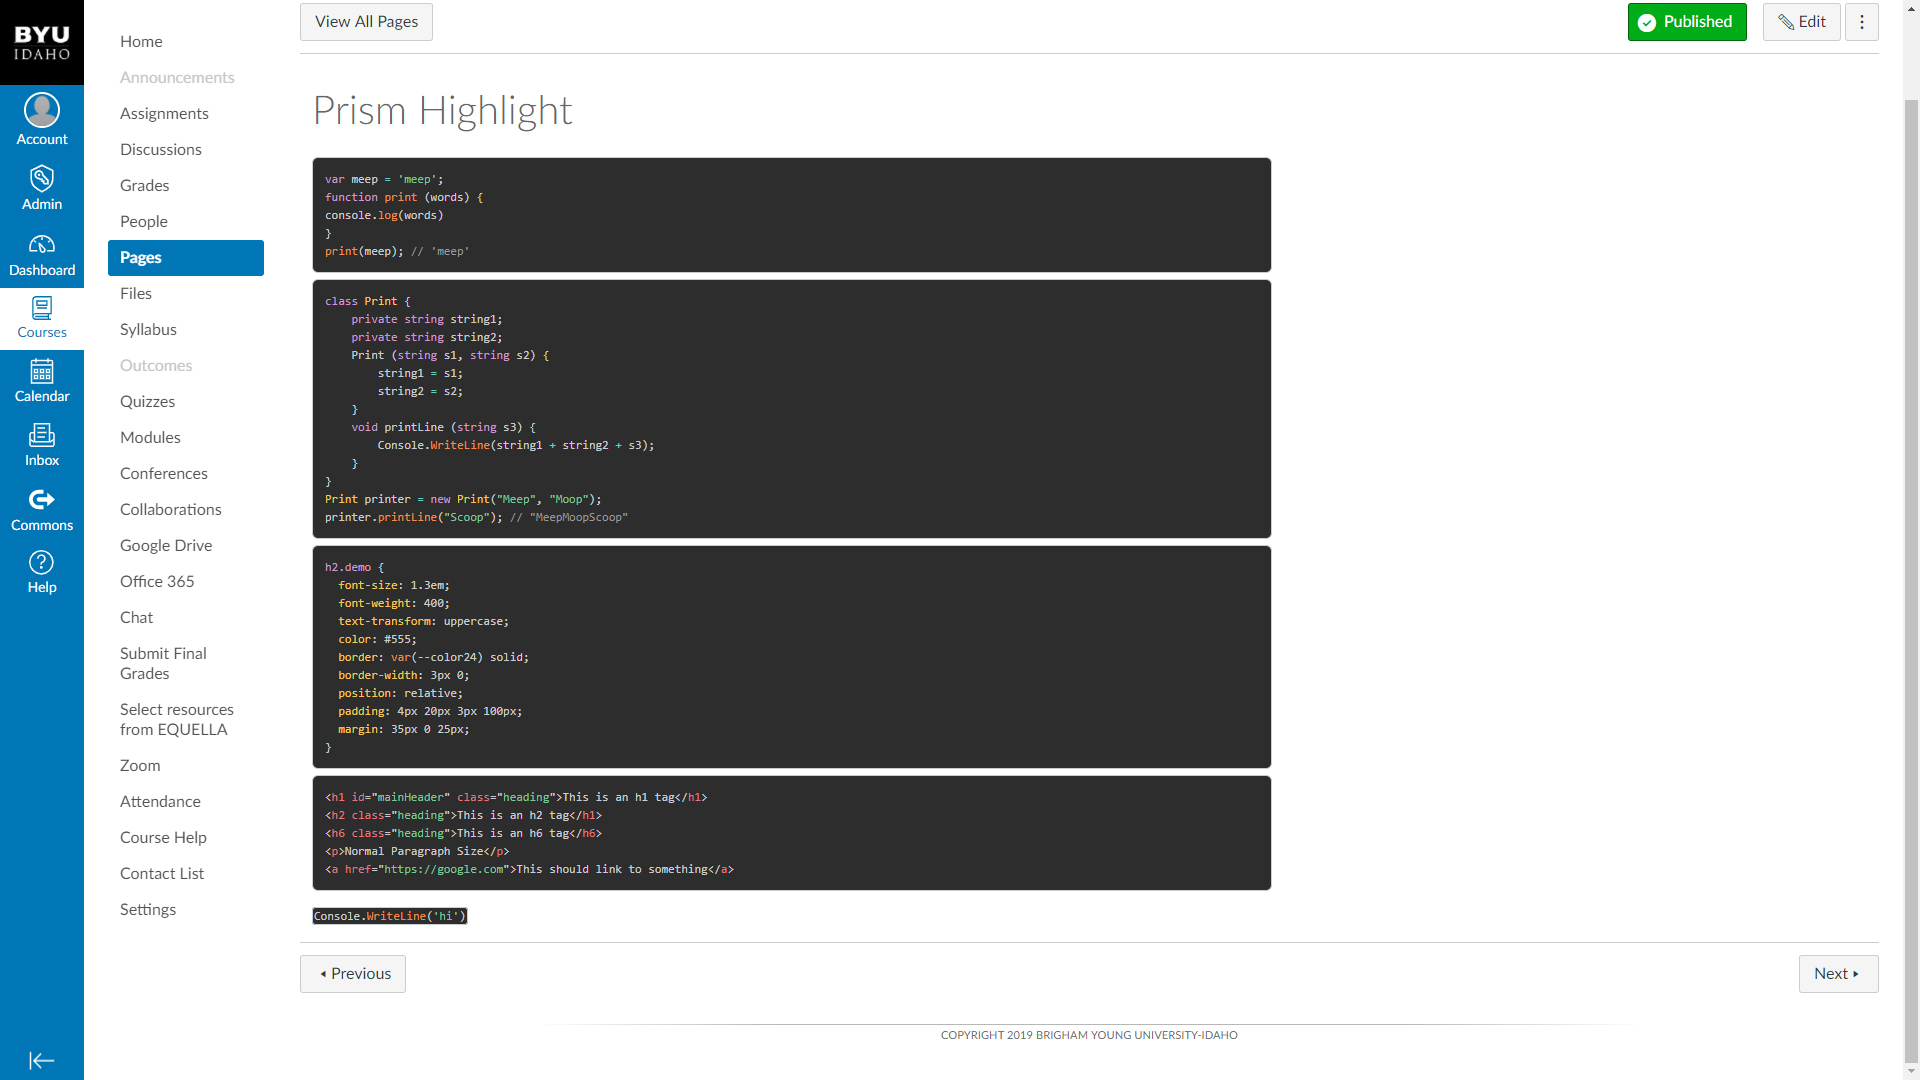 BYU
IDAHO
Account
Admin
Dashboard
Courses
Calendar
Inbox
Commons
Help
Home
Announcements
Assignments
Discussions
Grades
People
Pages
Files
Syllabus
Outcomes
Quizzes
Modules
Conferences
Collaborations
Google Drive
Office 365
Chat
Submit Final
Grades
Select resources
from EQUELLA
Zoom
Attendance
Course Help
Contact List
Settings
View All Pages
Published
Edit
Prism Highlight
var meep = 'meep';
function print (words) {
console.log(words)
}
print(meep); // 'meep'
class Print {
    private string string1;
    private string string2;
    Print (string s1, string s2) {
        string1 = s1;
        string2 = s2;
    }
    void printLine (string s3) {
        Console.WriteLine(string1 + string2 + s3);
    }
}
Print printer = new Print("Meep", "Moop");
printer.printLine("Scoop"); // "MeepMoopScoop"
h2.demo {
  font-size: 1.3em;
  font-weight: 400;
  text-transform: uppercase;
  color: #555;
  border: var(--color24) solid;
  border-width: 3px 0;
  position: relative;
  padding: 4px 20px 3px 100px;
  margin: 35px 0 25px;
}
<h1 id="mainHeader" class="heading">This is an h1 tag</h1>
<h2 class="heading">This is an h2 tag</h1>
<h6 class="heading">This is an h6 tag</h6>
<p>Normal Paragraph Size</p>
<a href="https://google.com">This should link to something</a>
Console.WriteLine('hi')
Previous
Next
COPYRIGHT 2019 BRIGHAM YOUNG UNIVERSITY-IDAHO